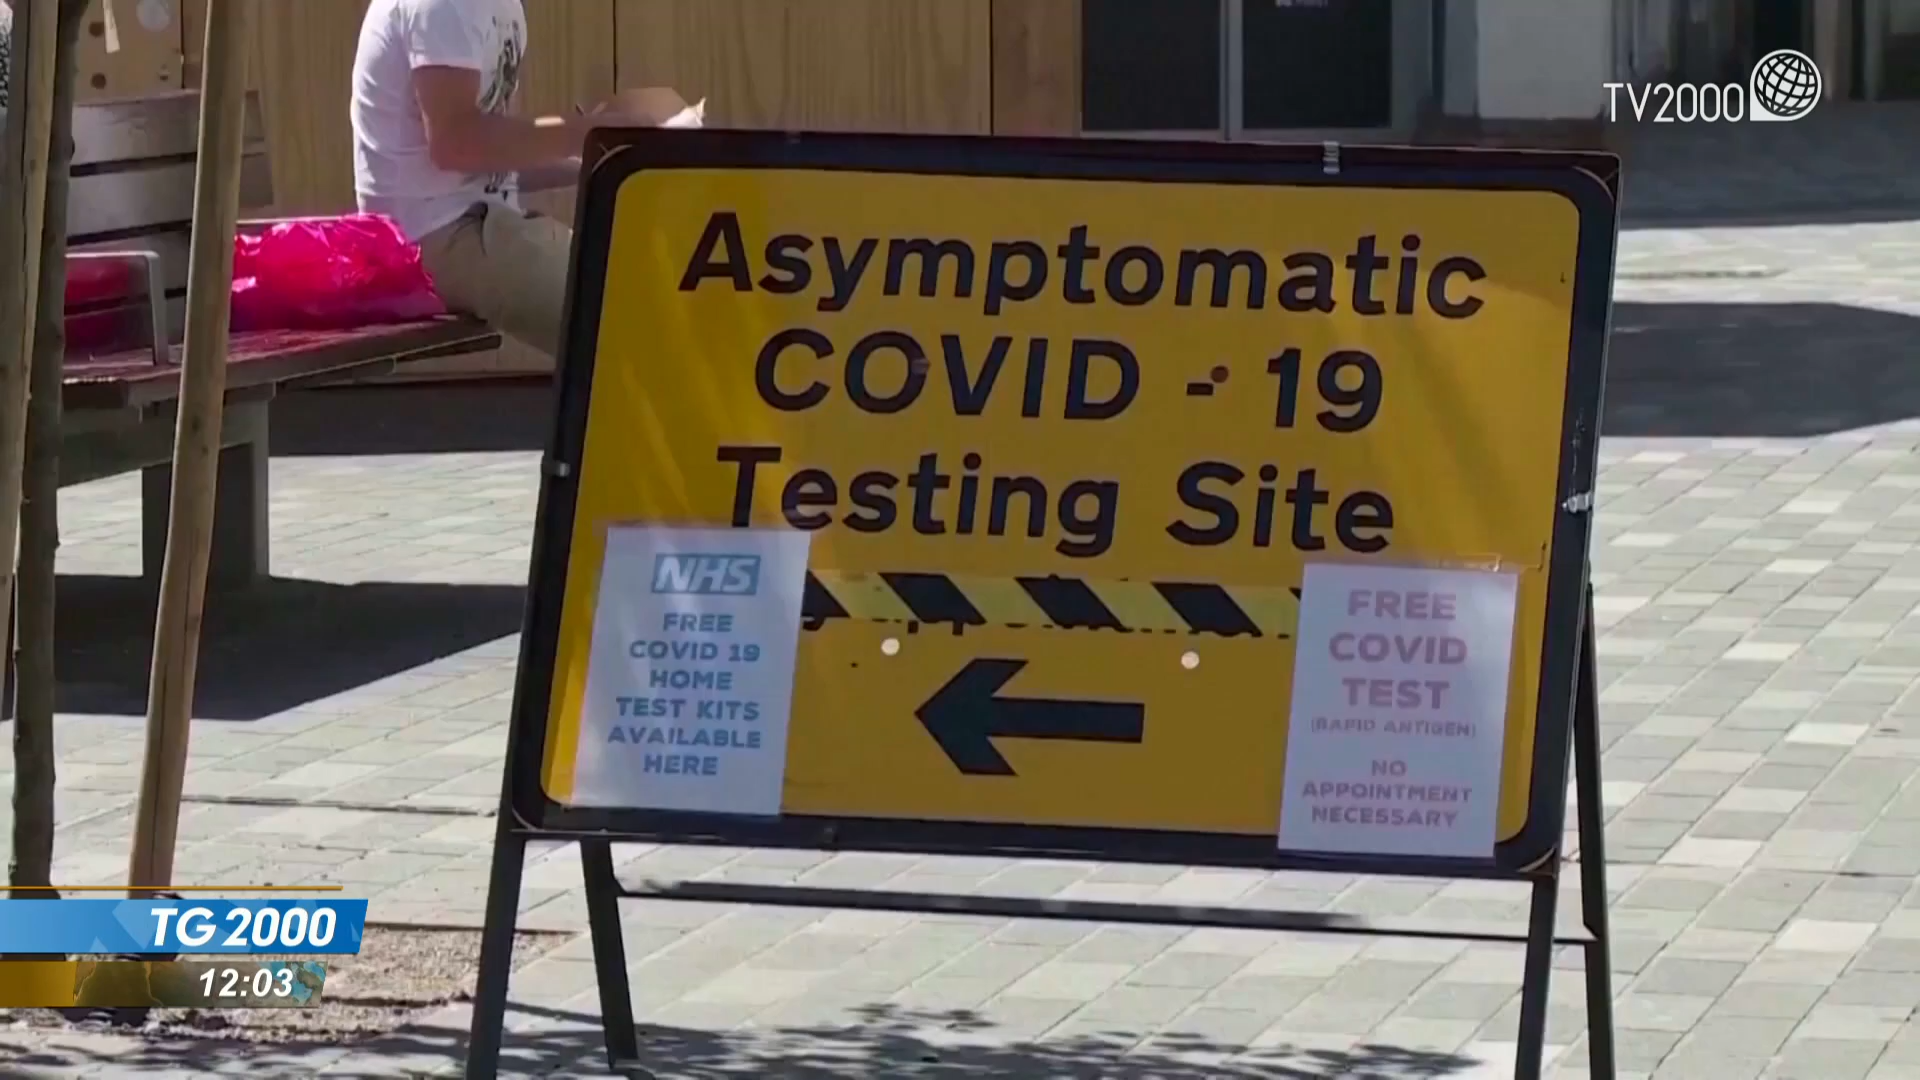 TV2000
Asymptomatic
COVID - 19
Testing Site
NHS
FREE
COVID 19
HOME
TEST KITS
AVAILABLE
HERE
FREE
COVID
TEST
(RAPID ANTIGEN)
NO
APPOINTMENT
NECESSARY
TG 2000
12:03